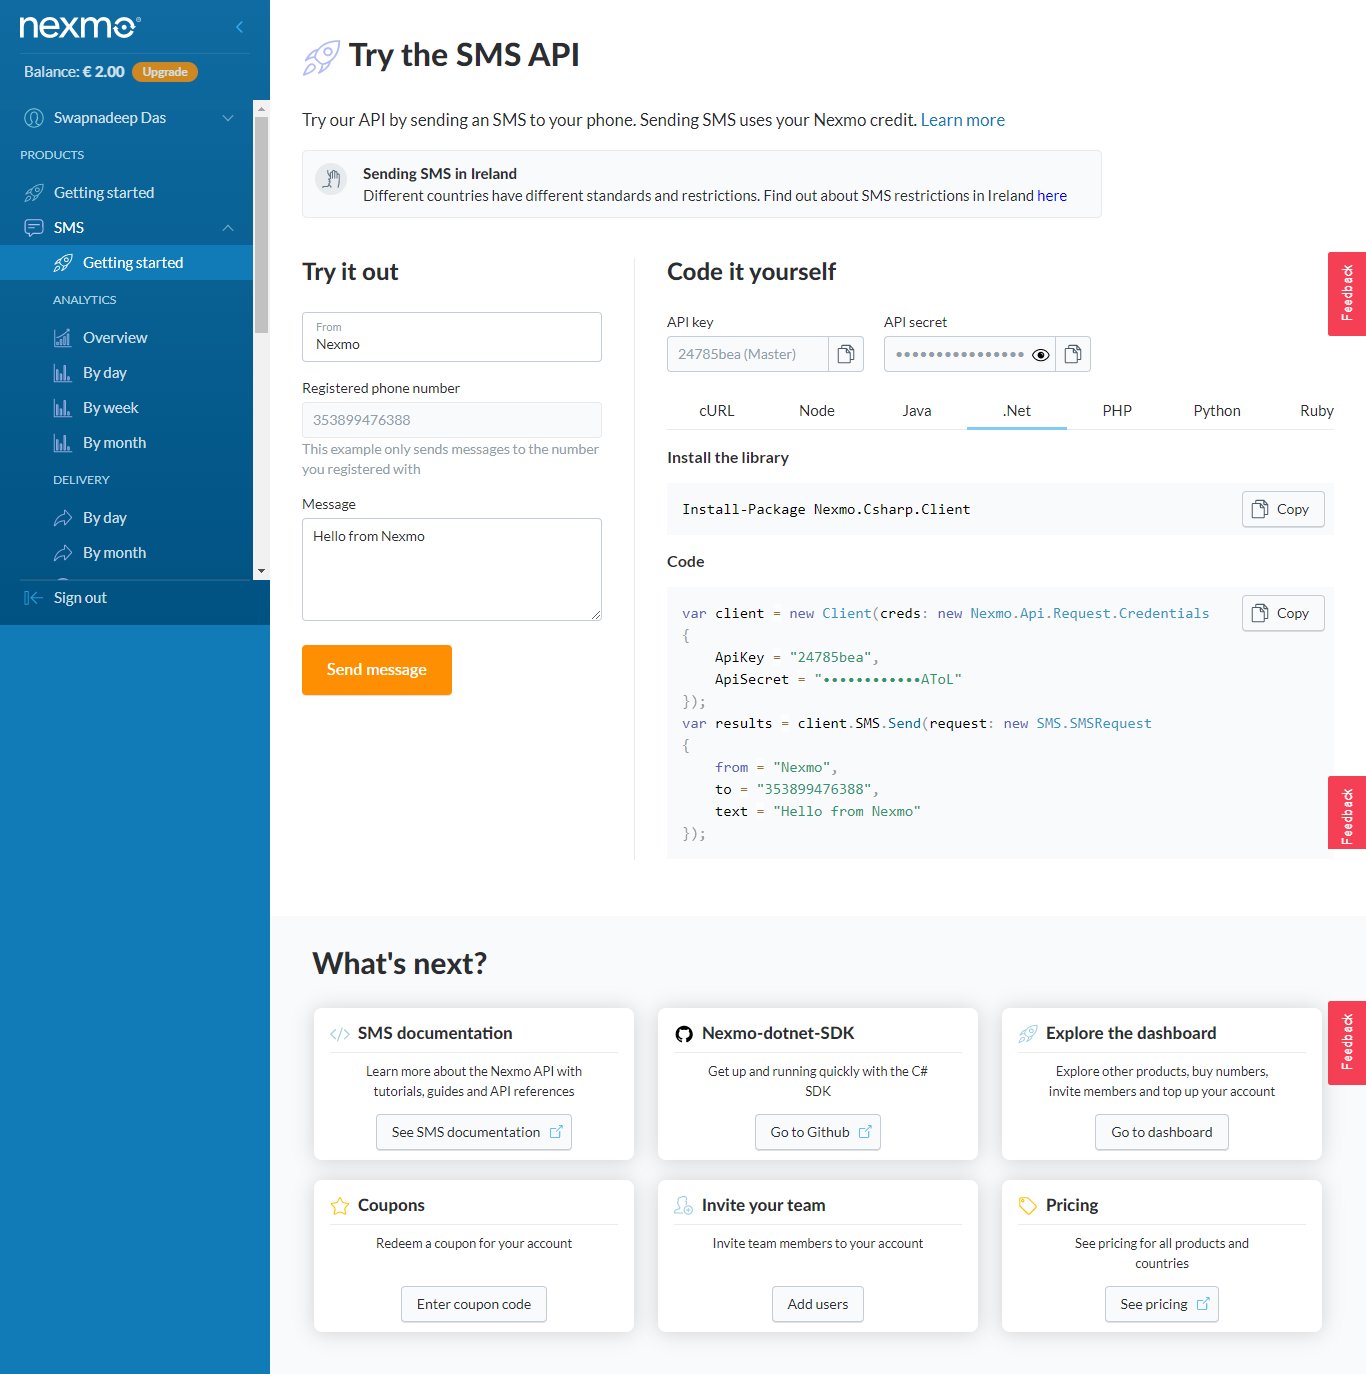 nexmo
Balance: € 2.00 Upgrade
Swapnadeep Das
PRODUCTS
Getting started
SMS
Getting started
ANALYTICS
Overview
By day
By week
By month
DELIVERY
By day
By month
Sign out
Try the SMS API
Try our API by sending an SMS to your phone. Sending SMS uses your Nexmo credit. Learn more
Sending SMS in Ireland
Different countries have different standards and restrictions. Find out about SMS restrictions in Ireland here
Try it out
From
Nexmo
Registered phone number
353899476388
This example only sends messages to the number
you registered with
Message
Hello from Nexmo
Send message
Code it yourself
API key
24785bea (Master)
API secret
••••••••••••••••
cURL Node Java .Net PHP Python Ruby
Install the library
Install-Package Nexmo.Csharp.Client
Copy
Code
Copy
var client = new Client(creds: new Nexmo.Api.Request.Credentials
{
ApiKey = "24785bea",
ApiSecret = "••••••••••••AToL"
});
var results = client.SMS.Send(request: new SMS.SMSRequest
{
from = "Nexmo",
to = "353899476388",
text = "Hello from Nexmo"
});
Feedback
Feedback
Feedback
What's next?
SMS documentation
Learn more about the Nexmo API with
tutorials, guides and API references
See SMS documentation
Nexmo-dotnet-SDK
Get up and running quickly with the C#
SDK
Go to Github
Explore the dashboard
Explore other products, buy numbers,
invite members and top up your account
Go to dashboard
Coupons
Redeem a coupon for your account
Enter coupon code
Invite your team
Invite team members to your account
Add users
Pricing
See pricing for all products and
countries
See pricing